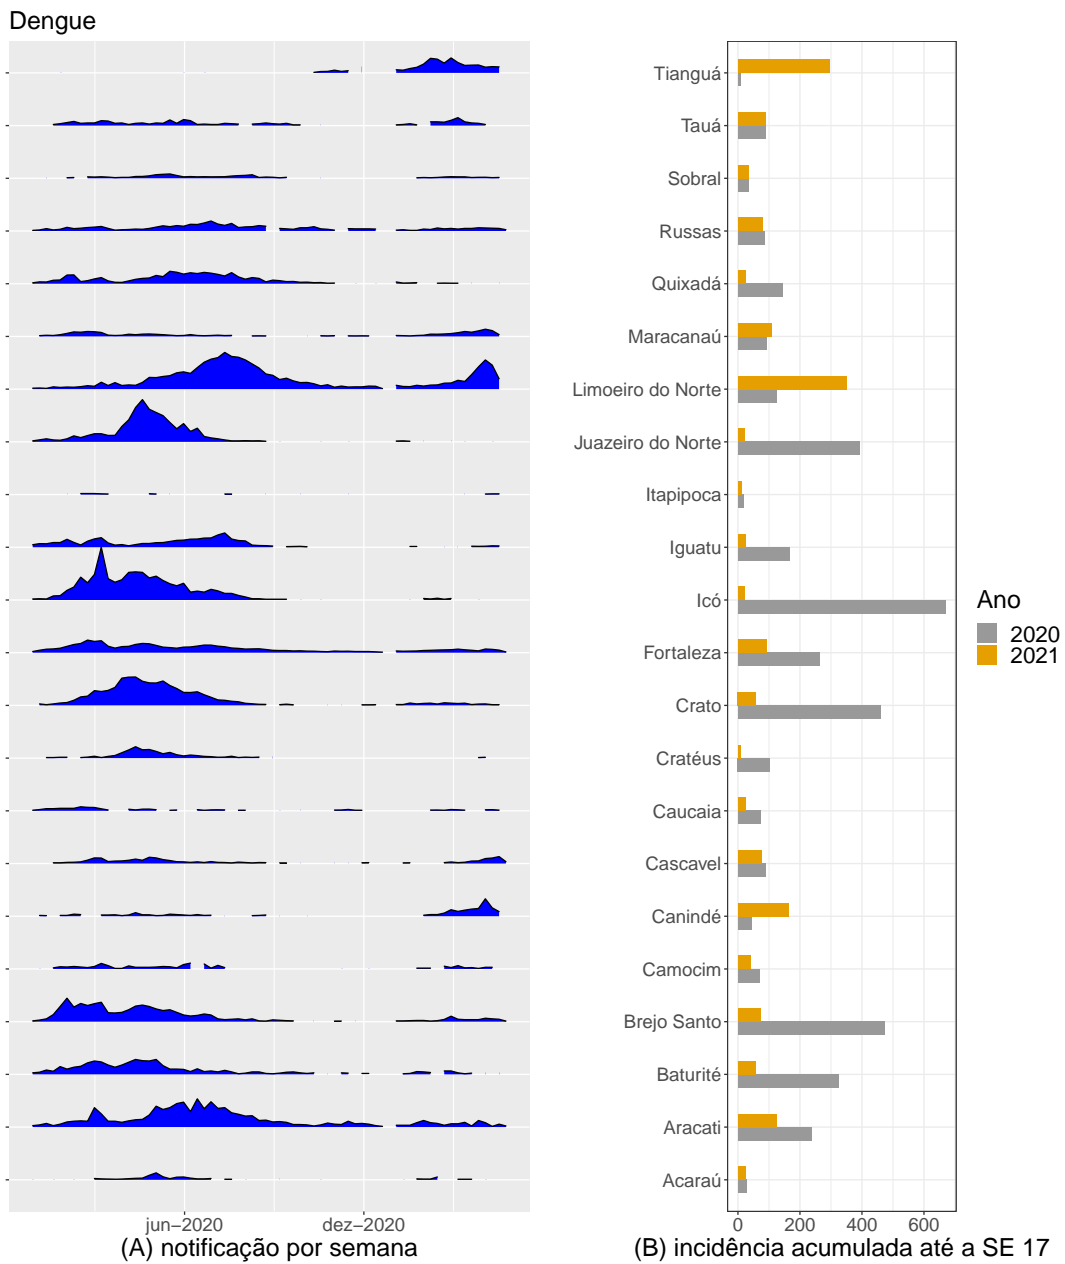 Dengue
Tianguá
Tauá
Sobral
Russas
Quixadá
Maracanaú
Limoeiro do Norte
Juazeiro do Norte
Itapipoca
Iguatu
Icó
Fortaleza
Crato
Cratéus
Caucaia
Cascavel
Canindé
Camocim
Brejo Santo
Baturité
Aracati
Acaraú
Ano
2020
2021
jun−2020 dez−2020
(A) notificação por semana
0 200 400 600
(B) incidência acumulada até a SE 17